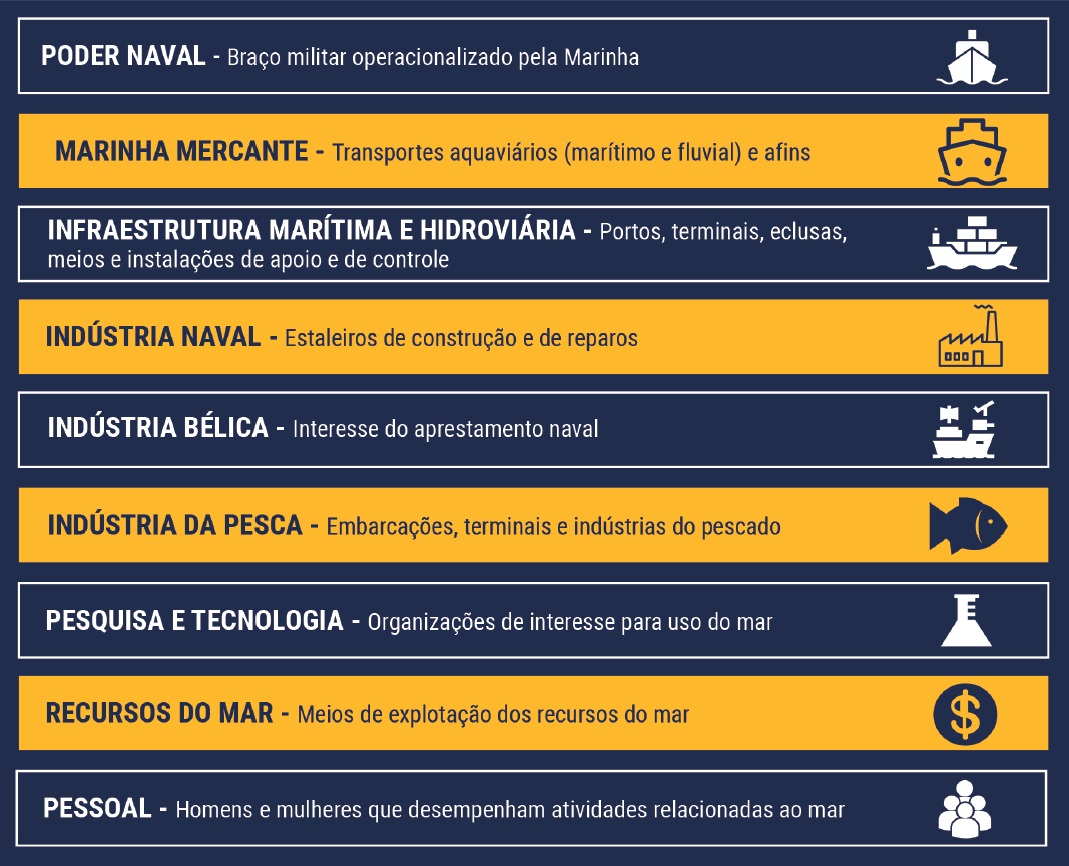 PODER NAVAL - Braço militar operacionalizado pela Marinha
MARINHA MERCANTE - Transportes aquaviários (marítimo e fluvial) e afins
INFRAESTRUTURA MARÍTIMA E HIDROVIÁRIA - Portos, terminais, eclusas,
meios e instalações de apoio e de controle
INDÚSTRIA NAVAL - Estaleiros de construção e de reparos
INDÚSTRIA BÉLICA - Interesse do aprestamento naval
INDÚSTRIA DA PESCA - Embarcações, terminais e indústrias do pescado
PESQUISA E TECNOLOGIA - Organizações de interesse para uso do mar
RECURSOS DO MAR - Meios de explotação dos recursos do mar
PESSOAL - Homens e mulheres que desempenham atividades relacionadas ao mar